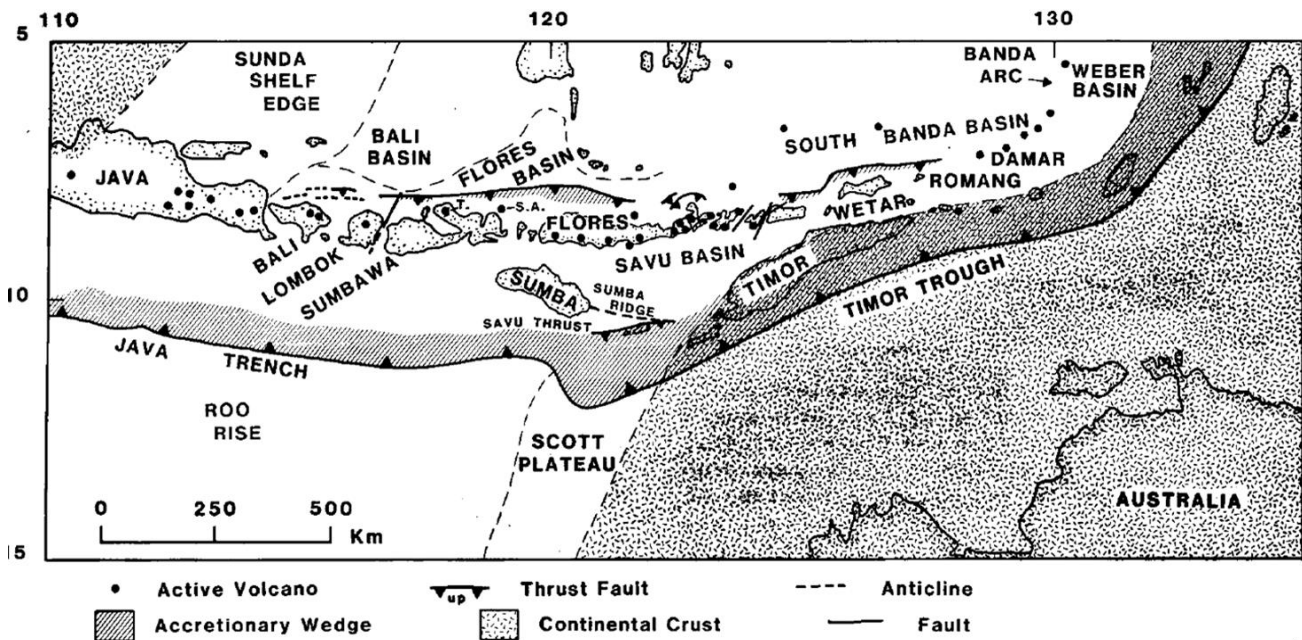 110
120
130
5
SUNDA
SHELF
EDGE
BANDA
ARC
WEBER
BASIN
BALI
BASIN
FLORES
BASIN
SOUTH BANDA BASIN
JAVA
DAMAR
ROMANG
T.
S.A.
FLORES
WETAR
BALI
LOMBOK
SUMBAWA
SAVU BASIN
TIMOR
10
SUMBA
SUMBA
RIDGE
TIMOR TROUGH
SAVU THRUST
JAVA TRENCH
ROO
RISE
SCOTT
PLATEAU
AUSTRALIA
0 250 500
Km
15
Active Volcano
up
Thrust Fault
Anticline
Accretionary Wedge
Continental Crust
Fault